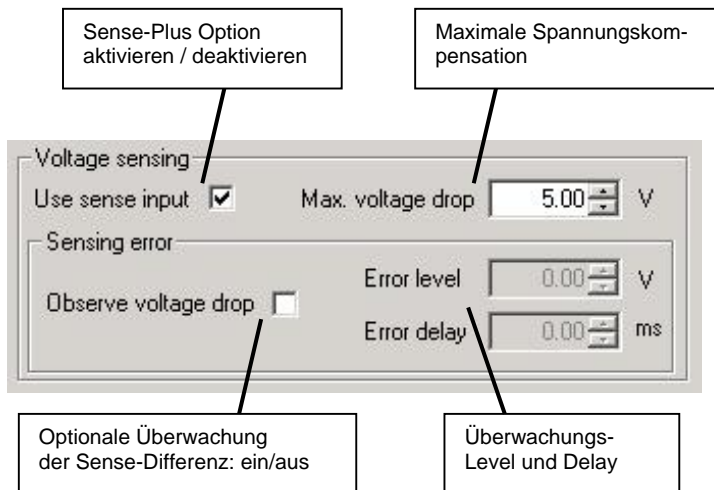 Sense-Plus Option
aktivieren / deaktivieren
Maximale Spannungskom-
pensation
Voltage sensing
Use sense input
Max. voltage drop 5.00 V
Sensing error
Observe voltage drop
Error level 0.00 V
Error delay 0.00 ms
Optionale Überwachung
der Sense-Differenz: ein/aus
Überwachungs-
Level und Delay